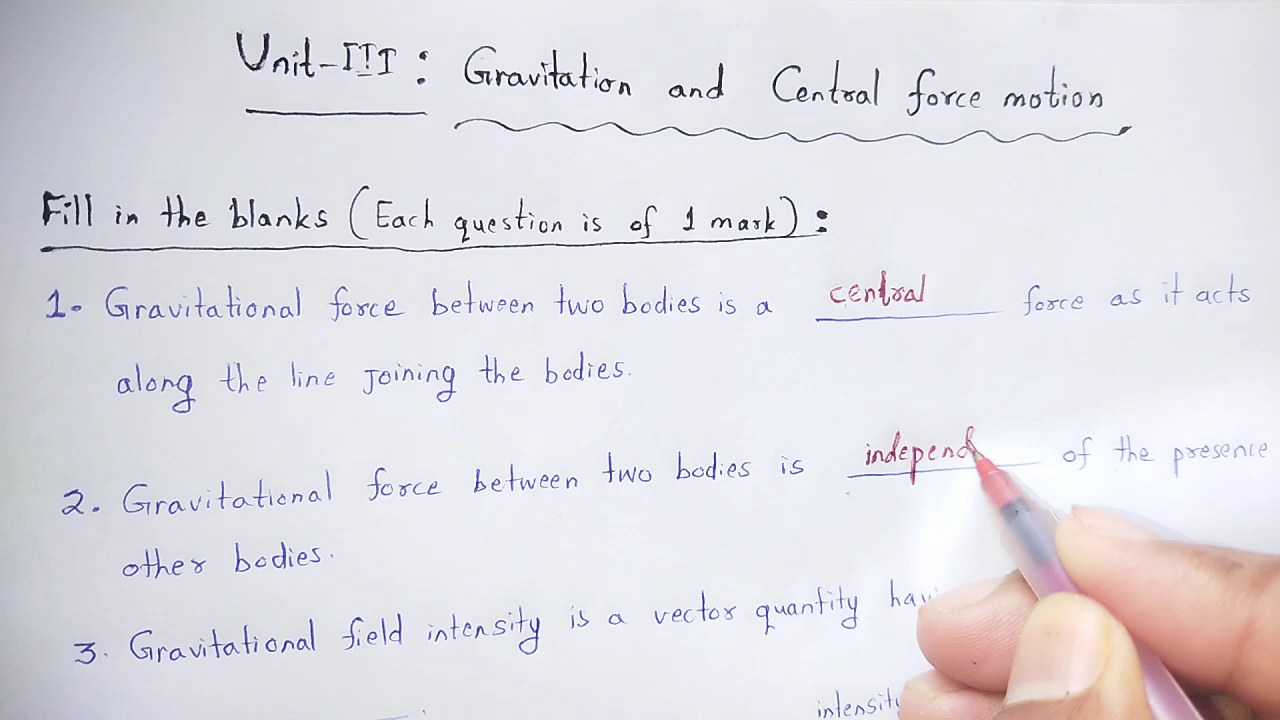 Unit-III : Gravitation and Central force motion
Fill in the blanks (Each question is of 1 mark) :
1. Gravitational force between two bodies is a central force as it acts
along the line joining the bodies.
2. Gravitational force between two bodies is independ of the presence
other bodies.
3. Gravitational field intensity is a vector quantity
intensity